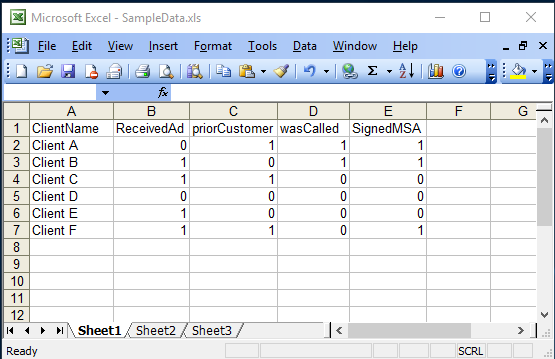 Microsoft Excel - SampleData.xls
File Edit View Insert Format Tools Data Window Help
A B C D E F G
1 ClientName ReceivedAd priorCustomer wasCalled SignedMSA
2 Client A 0 1 1 1
3 Client B 1 0 1 1
4 Client C 1 1 0 0
5 Client D 0 0 0 0
6 Client E 1 0 0 0
7 Client F 1 1 0 1
8
9
10
11
12
Sheet1 Sheet2 Sheet3
Ready SCRL